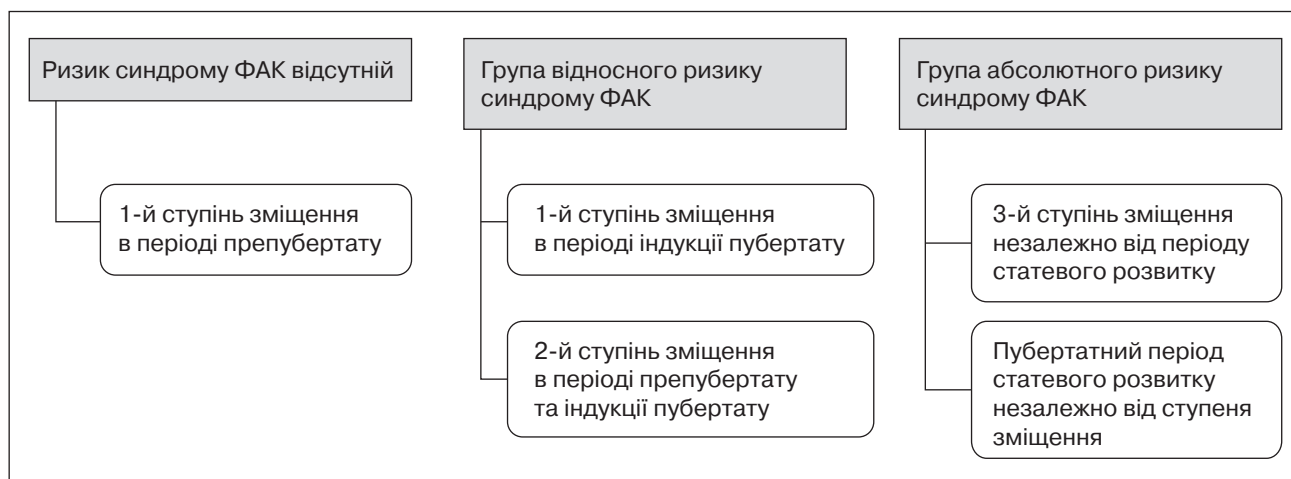 Ризик синдрому ФАК відсутній
1-й ступінь зміщення
в періоді препубертату
Група відносного ризику
синдрому ФАК
1-й ступінь зміщення
в періоді індукції пубертату
2-й ступінь зміщення
в періоді препубертату
та індукції пубертату
Група абсолютного ризику
синдрому ФАК
3-й ступінь зміщення
незалежно від періоду
статевого розвитку
Пубертатний період
статевого розвитку
незалежно від ступеня
зміщення